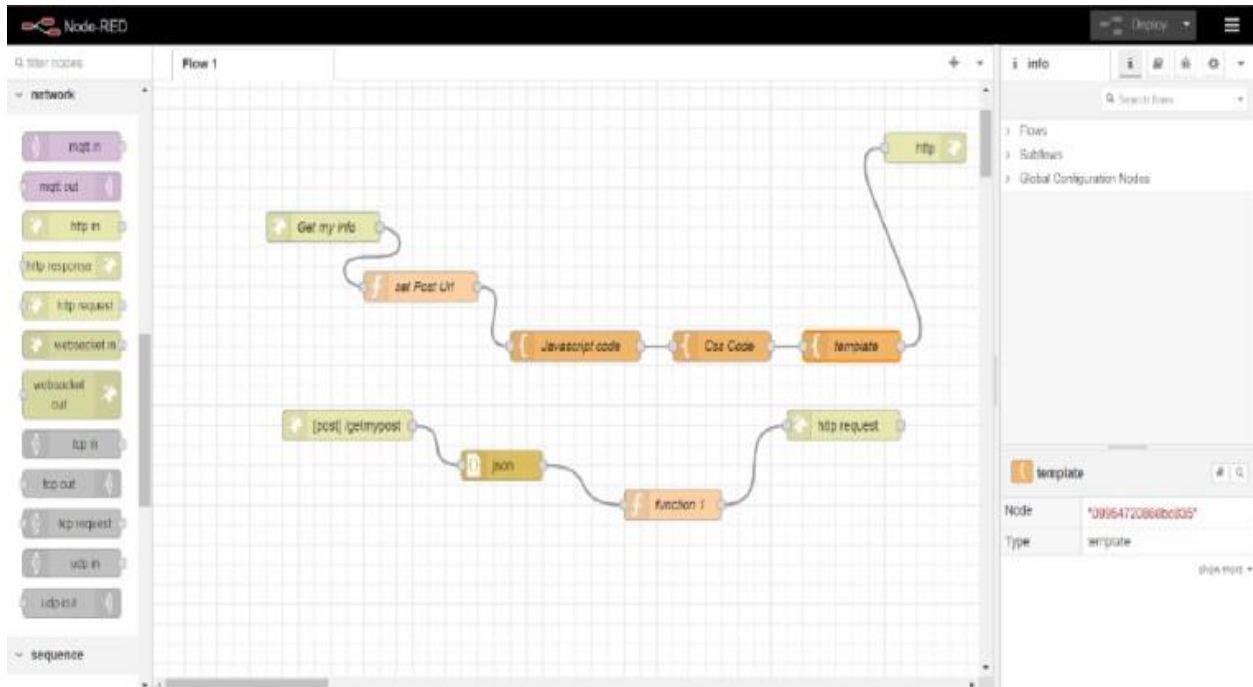 Node-RED
Deploy
filter nodes
Flow 1
info
network
Search flows
mqtt in
mqtt out
http in
http response
http request
websocket in
websocket out
tcp in
tcp out
tcp request
udp in
udp out
sequence
http
Get my info
set Post Url
Javascript code
Css Code
template
[post] /getmypost
http request
json
function 1
Flows
Subflows
Global Configuration Nodes
template
Node
Type
template
show more